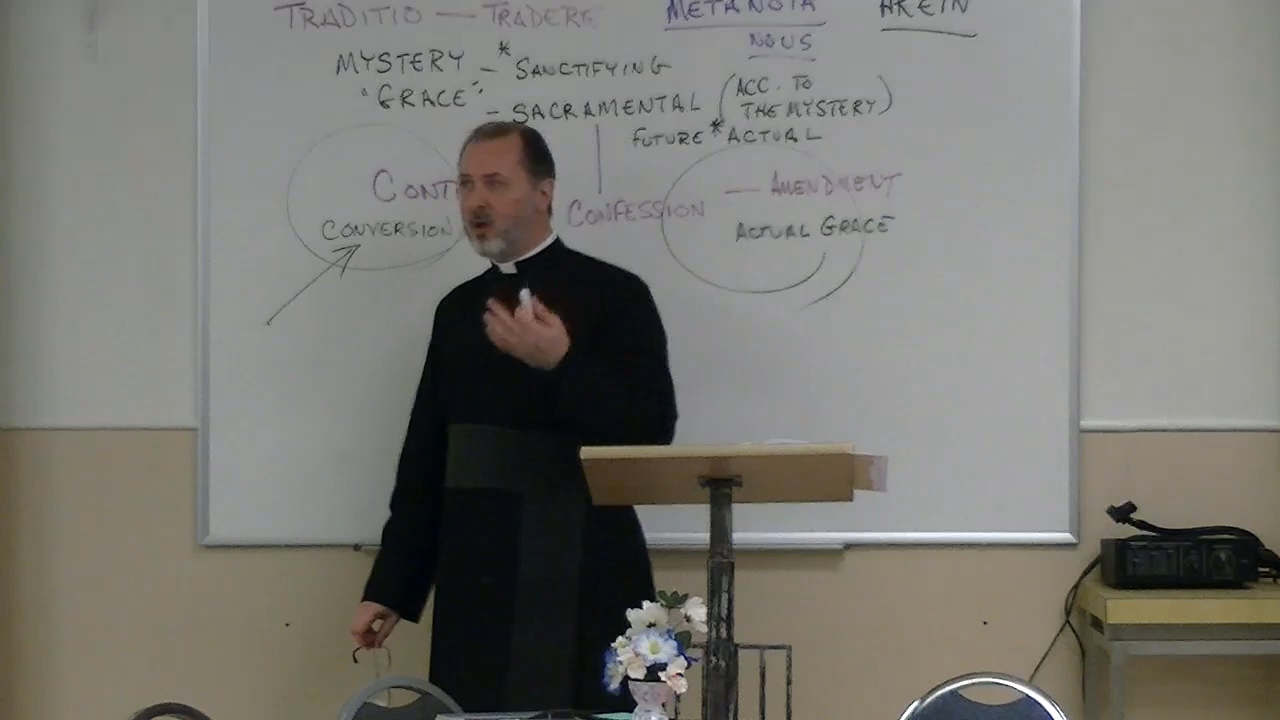 TRADITIO — TRADERE METANOIA
NOUS
MYSTERY - * SANCTIFYING
"GRACE" - SACRAMENTAL (ACC. TO
THE MYSTERY)
FUTURE * ACTUAL
CONT
CONFESSION — AMENDMENT
CONVERSION
ACTUAL GRACE